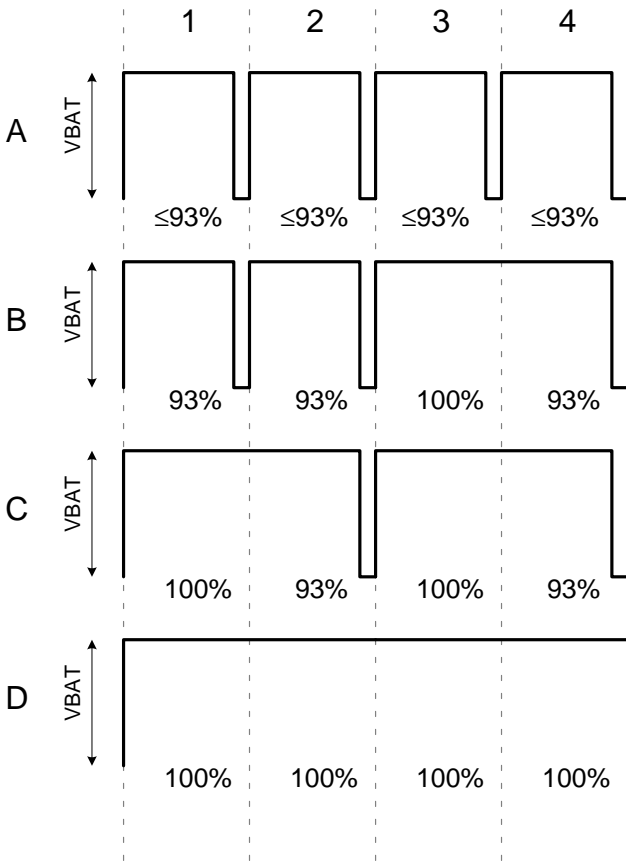 1 2 3 4
A VBAT
≤93% ≤93% ≤93% ≤93%
B VBAT
93% 93% 100% 93%
C VBAT
100% 93% 100% 93%
D VBAT
100% 100% 100% 100%